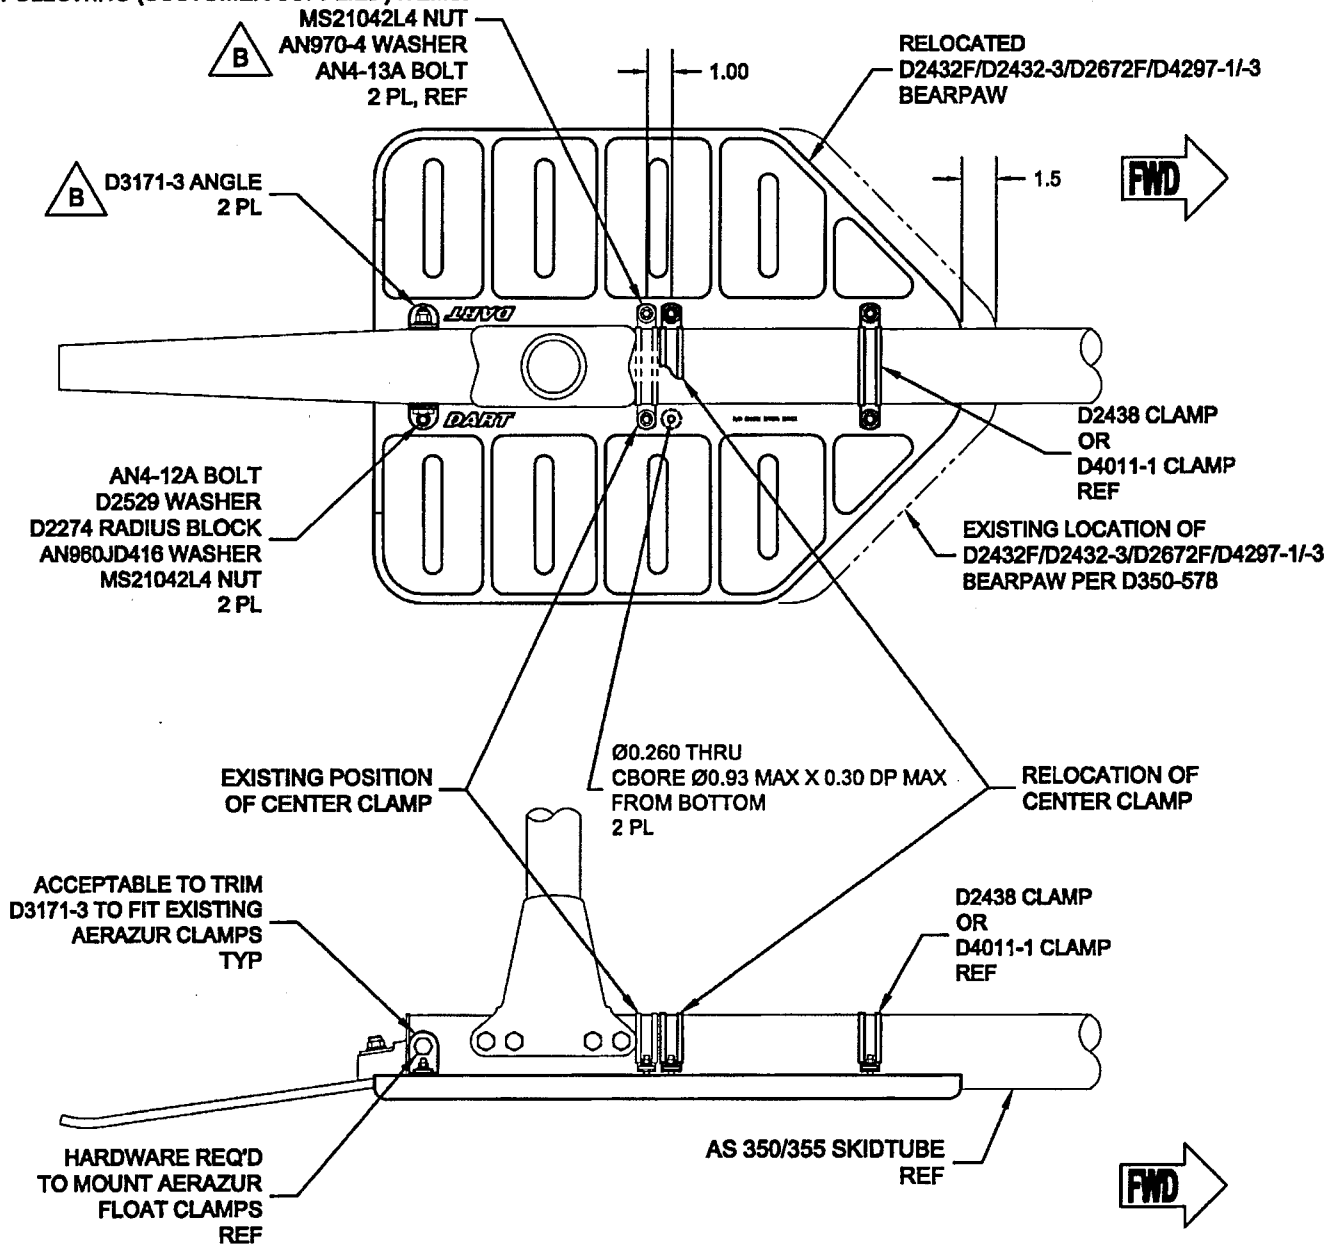 MS21042L4 NUT
AN970-4 WASHER
AN4-13A BOLT
2 PL, REF
B
1.00
RELOCATED
D2432F/D2432-3/D2672F/D4297-1/-3
BEARPAW
B
D3171-3 ANGLE
2 PL
1.5
FWD
DART
DART
AN4-12A BOLT
D2529 WASHER
D2274 RADIUS BLOCK
AN960JD416 WASHER
MS21042L4 NUT
2 PL
D2438 CLAMP
OR
D4011-1 CLAMP
REF
EXISTING LOCATION OF
D2432F/D2432-3/D2672F/D4297-1/-3
BEARPAW PER D350-578
EXISTING POSITION
OF CENTER CLAMP
Ø0.260 THRU
CBORE Ø0.93 MAX X 0.30 DP MAX
FROM BOTTOM
2 PL
RELOCATION OF
CENTER CLAMP
ACCEPTABLE TO TRIM
D3171-3 TO FIT EXISTING
AERAZUR CLAMPS
TYP
D2438 CLAMP
OR
D4011-1 CLAMP
REF
HARDWARE REQ'D
TO MOUNT AERAZUR
FLOAT CLAMPS
REF
AS 350/355 SKIDTUBE
REF
FWD